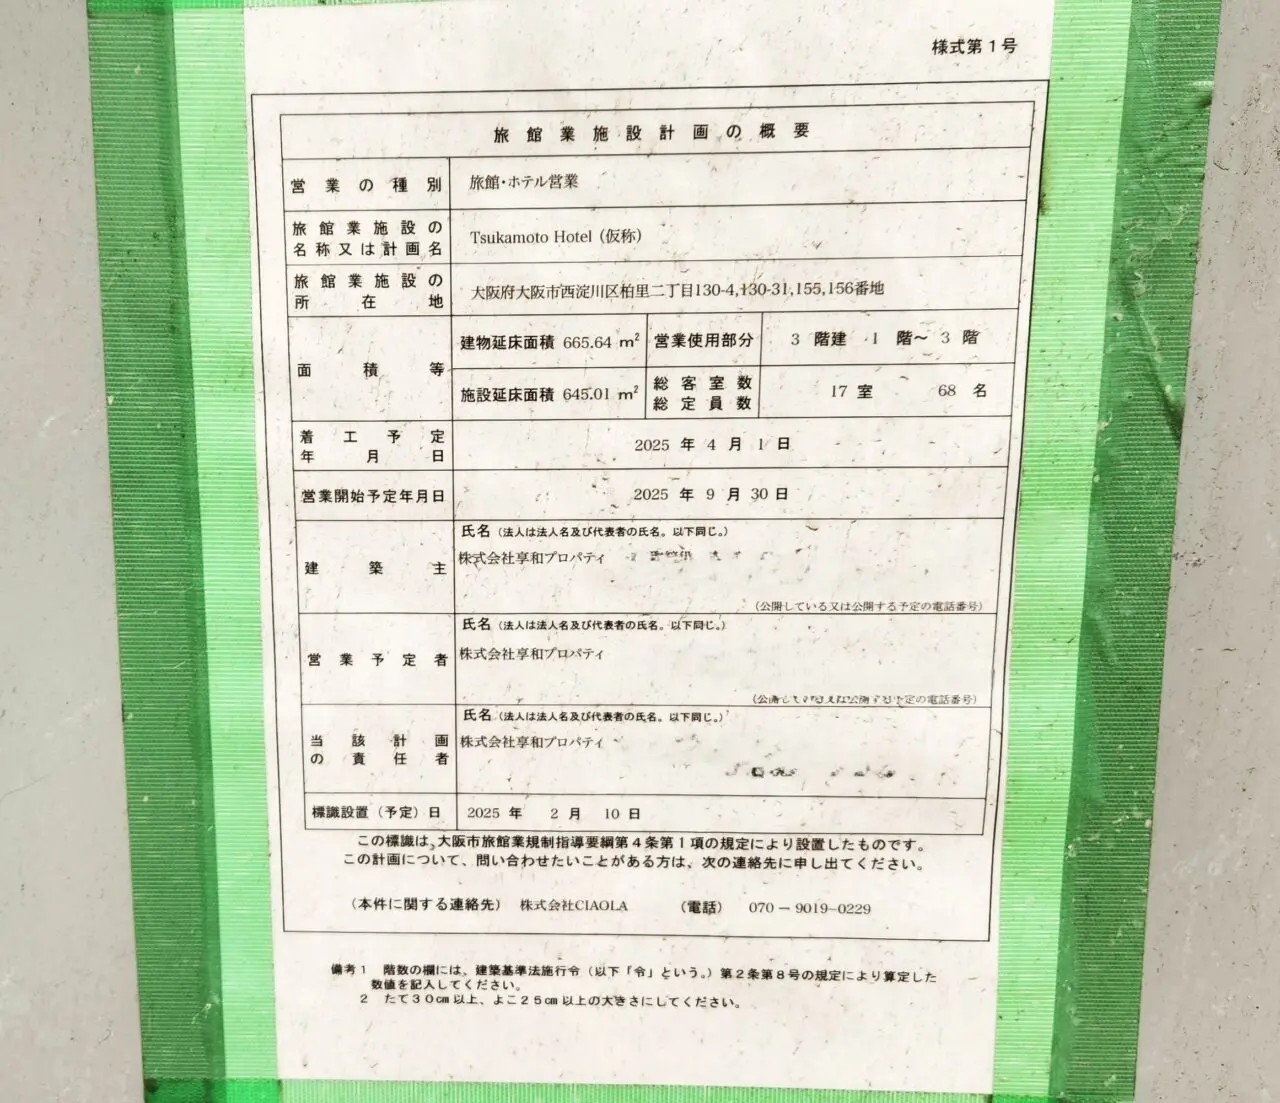 様式第1号
旅館業施設計画の概要
営業の種別 旅館・ホテル営業
旅館業施設の
名称又は計画名 Tsukamoto Hotel（仮称）
旅館業施設の
所在地 大阪府大阪市西淀川区柏里二丁目130-4,130-31,155,156番地
面積等 建物延床面積 665.64 m² 営業使用部分 3 階建 1 階～ 3 階
施設延床面積 645.01 m² 総客室数 総定員数 17 室 68 名
着工予定
年月日 2025 年 4 月 1 日
営業開始予定年月日 2025 年 9 月 30 日
建築主 氏名（法人は法人名及び代表者の氏名。以下同じ。）
株式会社享和プロパティ
（公開している又は公開する予定の電話番号）
営業予定者 氏名（法人は法人名及び代表者の氏名。以下同じ。）
株式会社享和プロパティ
（公開している又は公開する予定の電話番号）
当該計画
の責任者 氏名（法人は法人名及び代表者の氏名。以下同じ。）
株式会社享和プロパティ
標識設置（予定）日 2025 年 2 月 10 日
この標識は、大阪市旅館業規制指導要綱第4条第1項の規定により設置したものです。
この計画について、問い合わせたいことがある方は、次の連絡先に申し出てください。
（本件に関する連絡先） 株式会社CIAOLA （電話） 070－9019-0229
備考1 階数の欄には、建築基準法施行令（以下「令」という。）第2条第8号の規定により算定した
数値を記入してください。
2 たて30㎝以上、よこ25㎝以上の大きさにしてください。